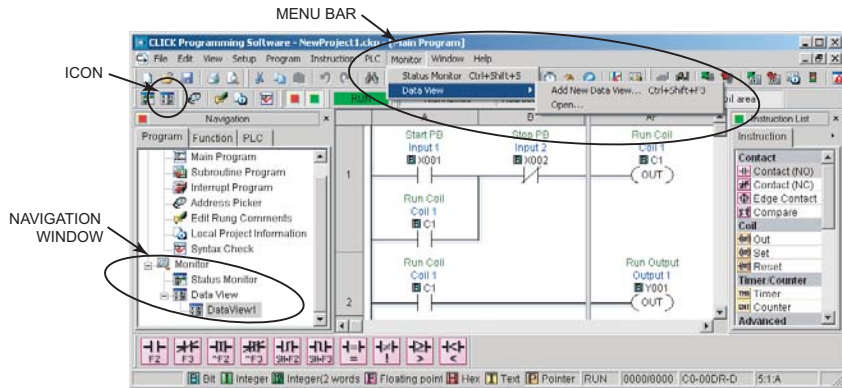 MENU BAR
ICON
NAVIGATION
WINDOW
CLICK Programming Software - NewProject1.ckp - [Main Program]
File Edit View Setup Program Instruction PLC Monitor Window Help
Status Monitor Ctrl+Shift+S
Data View
Add New Data View... Ctrl+Shift+F3
Open...
RUN
Navigation
Program Function PLC
Main Program
Subroutine Program
Interrupt Program
Address Picker
Edit Rung Comments
Local Project Information
Syntax Check
Monitor
Status Monitor
Data View
DataView1
A B AF
1
Start PB
Input 1
X001
Stop PB
Input 2
X002
Run Coil
Coil 1
C1
OUT
Run Coil
Coil 1
C1
2
Run Coil
Coil 1
C1
Run Output
Output 1
Y001
OUT
Instruction List
Instruction
Contact
Contact (NO)
Contact (NC)
Edge Contact
Compare
Coil
Out
Set
Reset
Timer/Counter
Timer
Counter
Advanced
F2 F3 ^F2 ^F3 SH-F2 SH-F3 = ! > <
B Bit I Integer Integer(2 words F Floating point H Hex T Text P Pointer RUN 0000/0000 C0-00DR-D 5:1:A